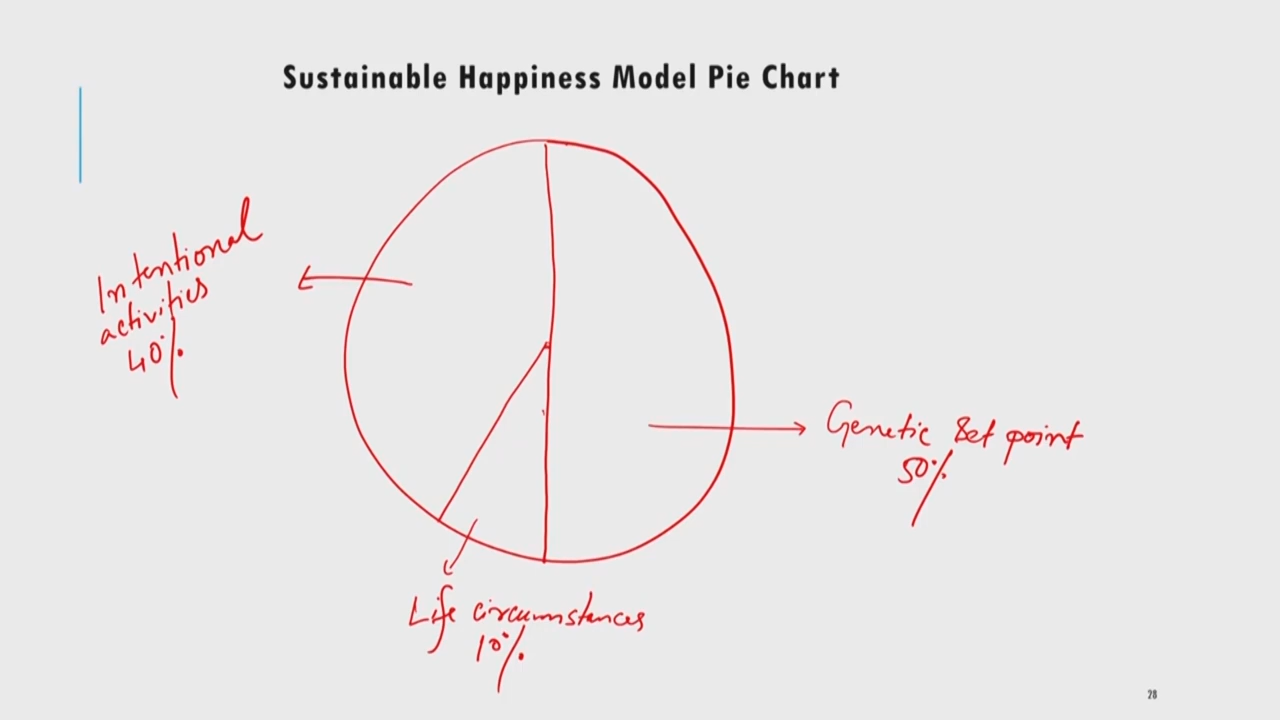 Sustainable Happiness Model Pie Chart
Intentional
activities
40%
Genetic Set point
50%
Life circumstances
10%
28